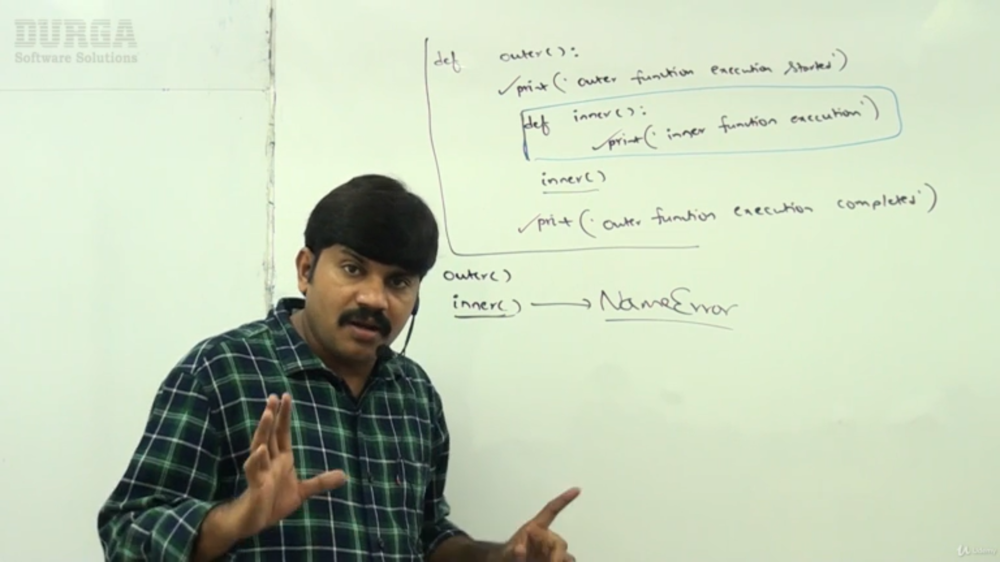 DURGA
Software Solutions
def outer():
print('outer function execution started')
def inner():
print('inner function execution')
inner()
print('outer function execution completed')
outer()
inner() → NameError
Udemy